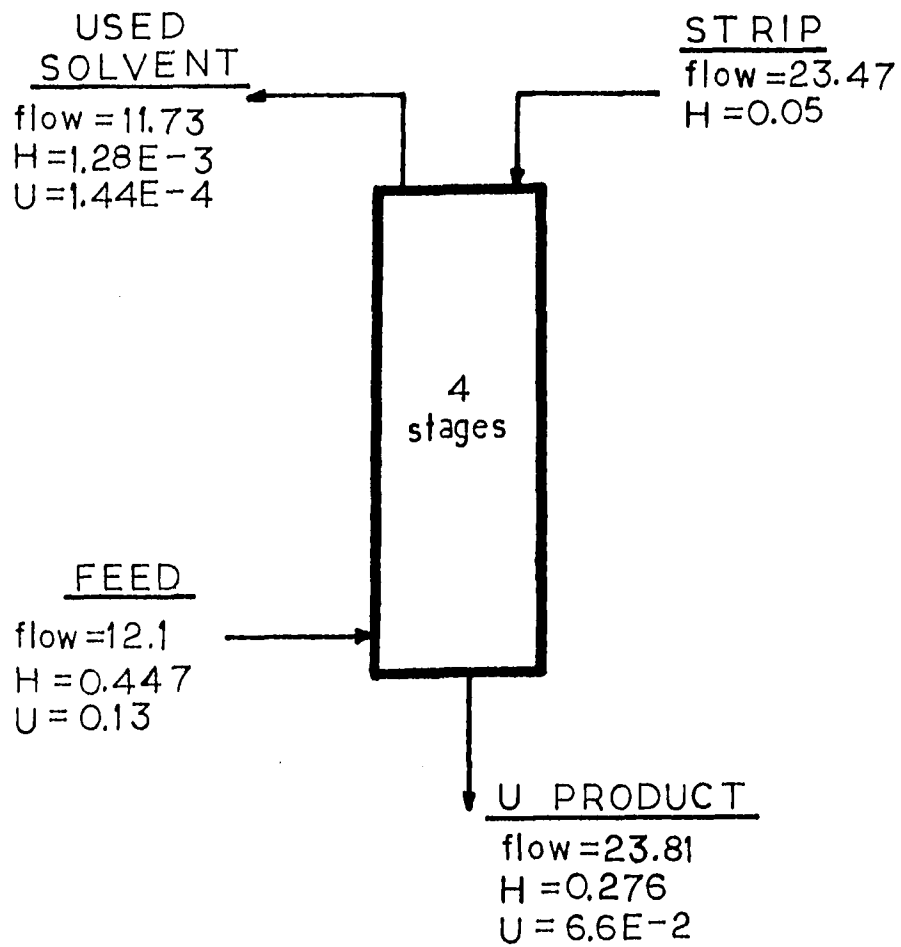 USED
SOLVENT
flow = 11.73
H = 1.28E-3
U = 1.44E-4
STRIP
flow = 23.47
H = 0.05
4
stages
FEED
flow = 12.1
H = 0.447
U = 0.13
U PRODUCT
flow = 23.81
H = 0.276
U = 6.6E-2